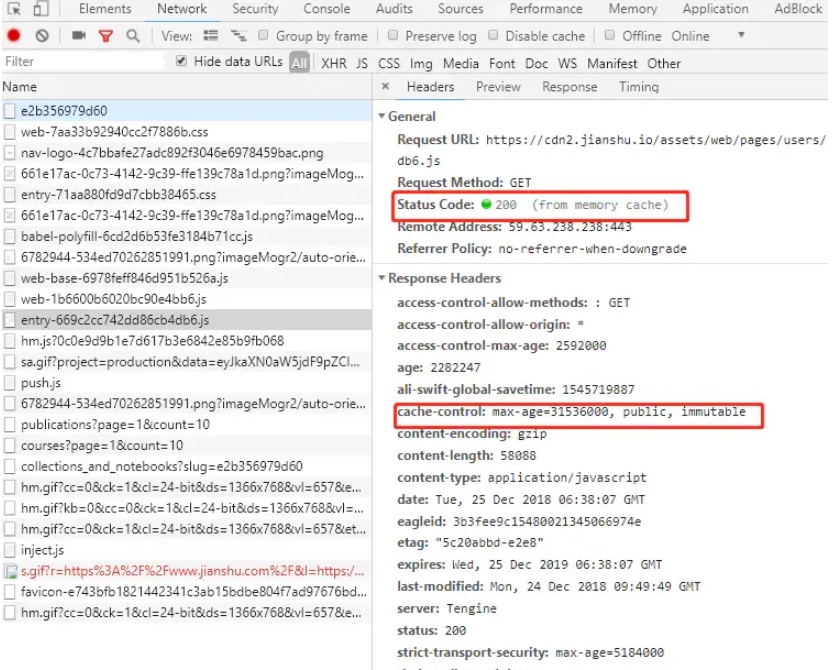 Elements Network Security Console Audits Sources Performance Memory Application AdBlock
View: Group by frame Preserve log Disable cache Offline Online
Filter Hide data URLs All XHR JS CSS Img Media Font Doc WS Manifest Other
Name
e2b356979d60
web-7aa33b92940cc2f7886b.css
nav-logo-4c7bbafe27adc892f3046e6978459bac.png
661e17ac-0c73-4142-9c39-ffe139c78a1d.png?imageMog...
entry-71aa880fd9d7cbb38465.css
661e17ac-0c73-4142-9c39-ffe139c78a1d.png?imageMog...
babel-polyfill-6cd2d6b53fe3184b71cc.js
6782944-534ed70262851991.png?imageMogr2/auto-orie...
web-base-6978feff846d951b526a.js
web-1b6600b6020bc90e4bb6.js
entry-669c2cc742dd86cb4db6.js
hm.js?0c0e9d9b1e7d617b3e6842e85b9fb068
sa.gif?project=production&data=eyJkaXN0aW5jdF9pZCI...
push.js
6782944-534ed70262851991.png?imageMogr2/auto-orie...
publications?page=1&count=10
courses?page=1&count=10
collections_and_notebooks?slug=e2b356979d60
hm.gif?cc=0&ck=1&cl=24-bit&ds=1366x768&vl=657&e...
hm.gif?kb=0&cc=0&ck=1&cl=24-bit&ds=1366x768&vl=...
hm.gif?cc=0&ck=1&cl=24-bit&ds=1366x768&vl=657&et...
inject.js
s.gif?r=https%3A%2F%2Fwww.jianshu.com%2F&l=https:/...
favicon-e743bfb1821442341c3ab15bdbe804f7ad97676bd...
hm.gif?cc=0&ck=1&cl=24-bit&ds=1366x768&vl=657&e...
× Headers Preview Response Timing
General
Request URL: https://cdn2.jianshu.io/assets/web/pages/users/
db6.js
Request Method: GET
Status Code: 200 (from memory cache)
Remote Address: 59.63.238.238:443
Referrer Policy: no-referrer-when-downgrade
Response Headers
access-control-allow-methods: : GET
access-control-allow-origin: *
access-control-max-age: 2592000
age: 2282247
ali-swift-global-savetime: 1545719887
cache-control: max-age=31536000, public, immutable
content-encoding: gzip
content-length: 58088
content-type: application/javascript
date: Tue, 25 Dec 2018 06:38:07 GMT
eagleid: 3b3fee9c15480021345066974e
etag: "5c20abbd-e2e8"
expires: Wed, 25 Dec 2019 06:38:07 GMT
last-modified: Mon, 24 Dec 2018 09:49:49 GMT
server: Tengine
status: 200
strict-transport-security: max-age=5184000